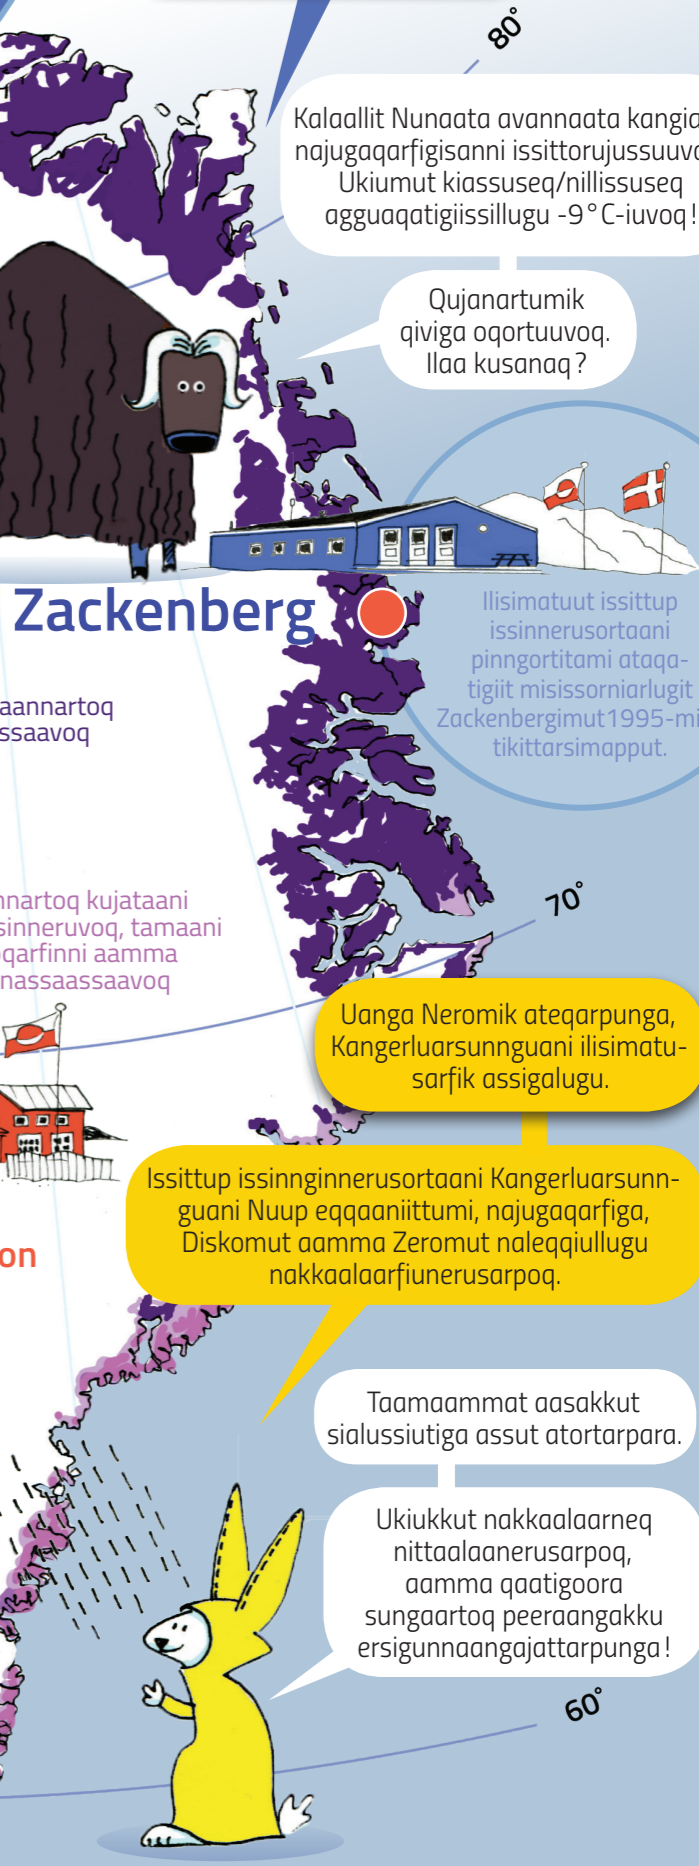 80°
Kalaallit Nunaata avannaata kangia
najugaqarfigisanni issittorujussuuvo
Ukiumut kiassuseq/nillissuseq
agguaqatigiissillugu -9°C-iuvoq!
Qujanartumik
qiviga oqortuuvoq.
Ilaa kusanaq?
Zackenberg
Ilisimatuut issittup
issinnerusortaani
pinngortitami ataqa-
tigiit misissorniarlugit
Zackenbergimut 1995-mi
tikittarsimapput.
aannartoq
ssaavoq
nnartoq kujataani
sinneruvoq, tamaani
qarfinni aamma
nassaassaavoq
70°
Uanga Neromik ateqarpunga,
Kangerluarsunnguani ilisimatu-
sarfik assigalugu.
Issittup issinnginnerusortaani Kangerluarsunn-
guani Nuup eqqaaniittumi, najugaqarfiga,
Diskomut aamma Zeromut naleqqiullugu
nakkaalaarfiunerusarpoq.
on
Taamaammat aasakkut
sialussiutiga assut atortarpara.
Ukiukkut nakkaalaarneq
nittaalaanerusarpoq,
aamma qaatigoora
sungaartoq peeraangakku
ersigunnaangajattarpunga!
60°